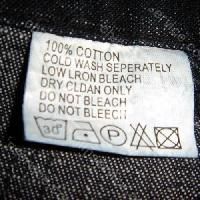 100% COTTON
COLD WASH SEPERATELY
LOW LRON BLEACH
DRY CLDAN ONLY
DO NOT BLEACH
DO NOT BLEECH
30° P